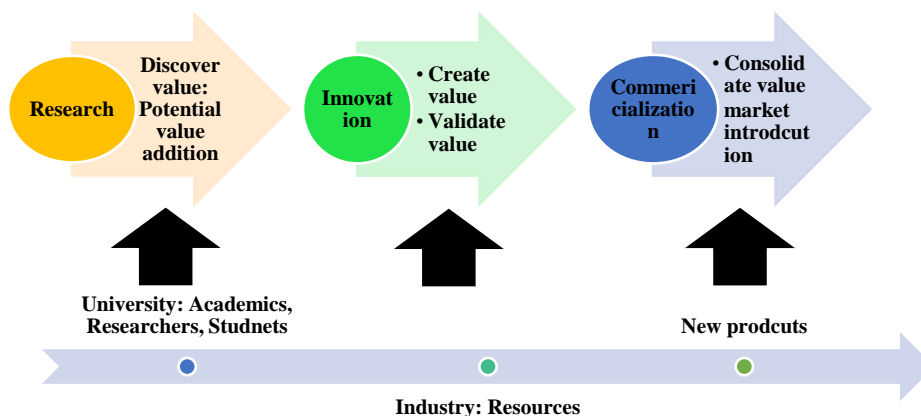 Research
Discover
value:
Potential
value
addition
Innovat
ion
• Create
value
• Validate
value
Commeri
cializatio
n
• Consolid
ate value
market
introdcut
ion
University: Academics,
Researchers, Studnets
New prodcuts
Industry: Resources